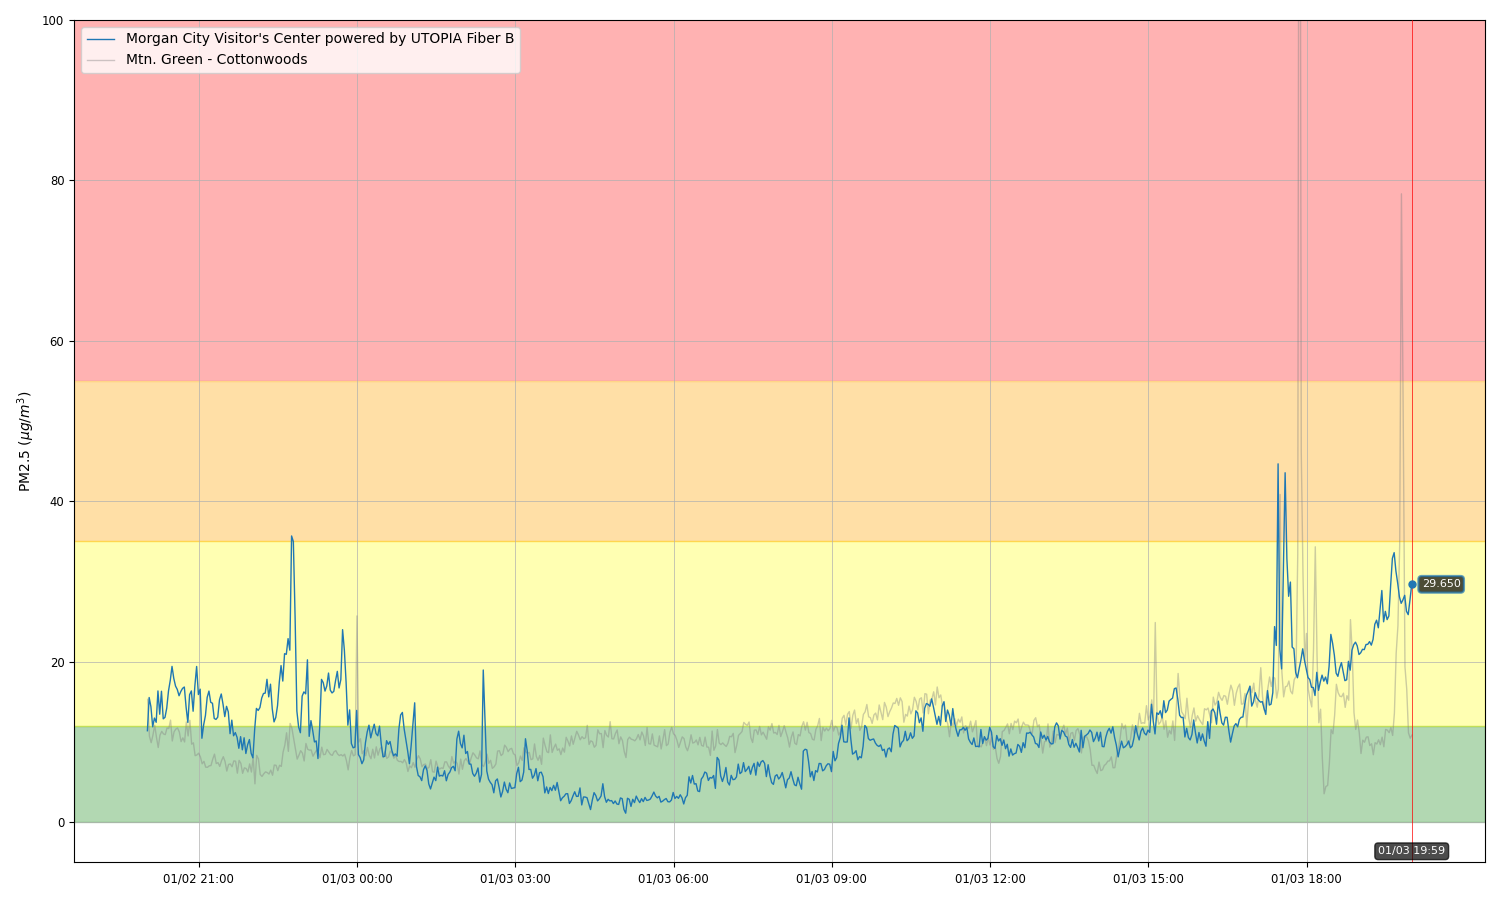 100
Morgan City Visitor's Center powered by UTOPIA Fiber B
Mtn. Green - Cottonwoods
80
60
PM2.5 (μg/m³)
40
29.650
20
0
01/03 19:59
01/02 21:00 01/03 00:00 01/03 03:00 01/03 06:00 01/03 09:00 01/03 12:00 01/03 15:00 01/03 18:00